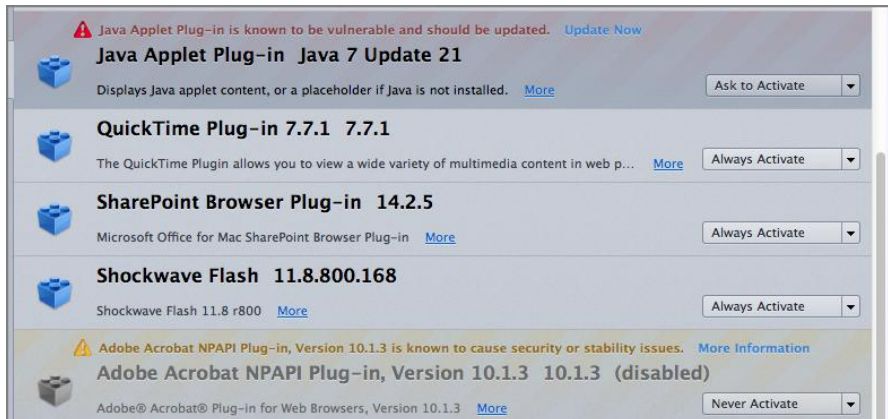 Java Applet Plug-in is known to be vulnerable and should be updated. Update Now
Java Applet Plug-in Java 7 Update 21
Displays Java applet content, or a placeholder if Java is not installed. More
Ask to Activate
QuickTime Plug-in 7.7.1 7.7.1
The QuickTime Plugin allows you to view a wide variety of multimedia content in web p... More
Always Activate
SharePoint Browser Plug-in 14.2.5
Microsoft Office for Mac SharePoint Browser Plug-in More
Always Activate
Shockwave Flash 11.8.800.168
Shockwave Flash 11.8 r800 More
Always Activate
Adobe Acrobat NPAPI Plug-in, Version 10.1.3 is known to cause security or stability issues. More Information
Adobe Acrobat NPAPI Plug-in, Version 10.1.3 10.1.3 (disabled)
Adobe® Acrobat® Plug-in for Web Browsers, Version 10.1.3 More
Never Activate